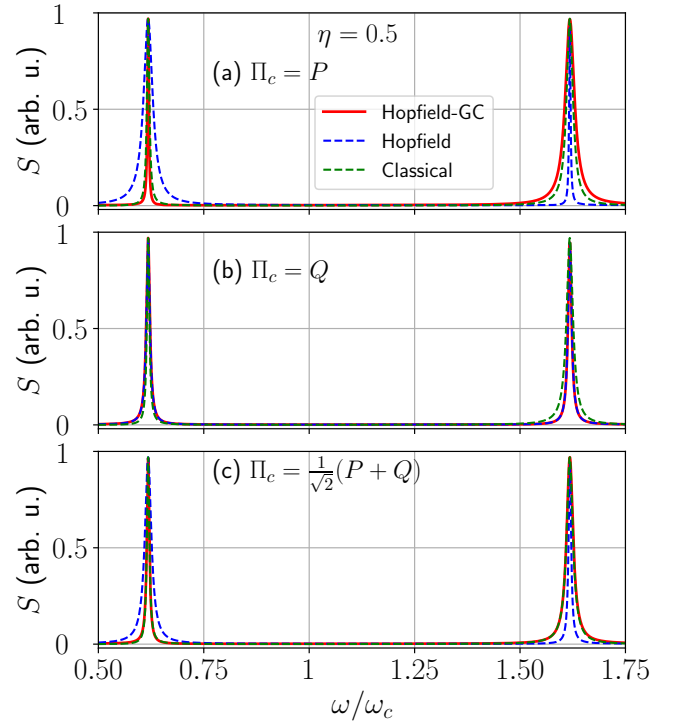 η = 0.5
(a) Π_c = P
Hopfield-GC
Hopfield
Classical
S (arb. u.)
1
0.5
0
(b) Π_c = Q
S (arb. u.)
1
0.5
0
(c) Π_c = 1/√2 (P + Q)
S (arb. u.)
1
0.5
0
0.50 0.75 1 1.25 1.50 1.75
ω/ω_c